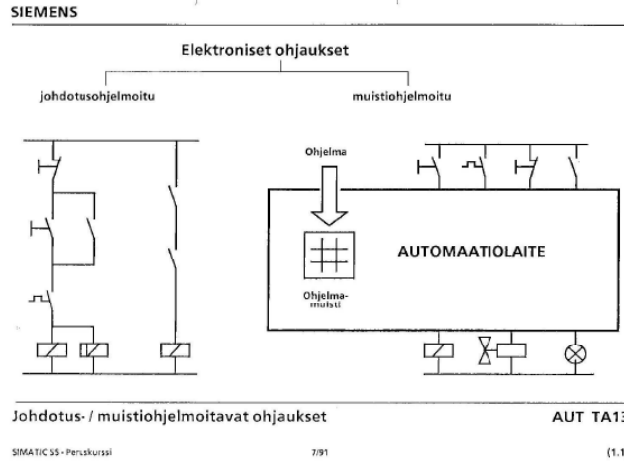 SIEMENS
Elektroniset ohjaukset
johdotusohjelmoitu
muistiohjelmoitu
Ohjelma
AUTOMAATIOLAITE
Ohjelma-
muisti
Johdotus- / muistiohjelmoitavat ohjaukset
AUT TA13
SIMATIC S5 - Peruskurssi
7/91
(1.1